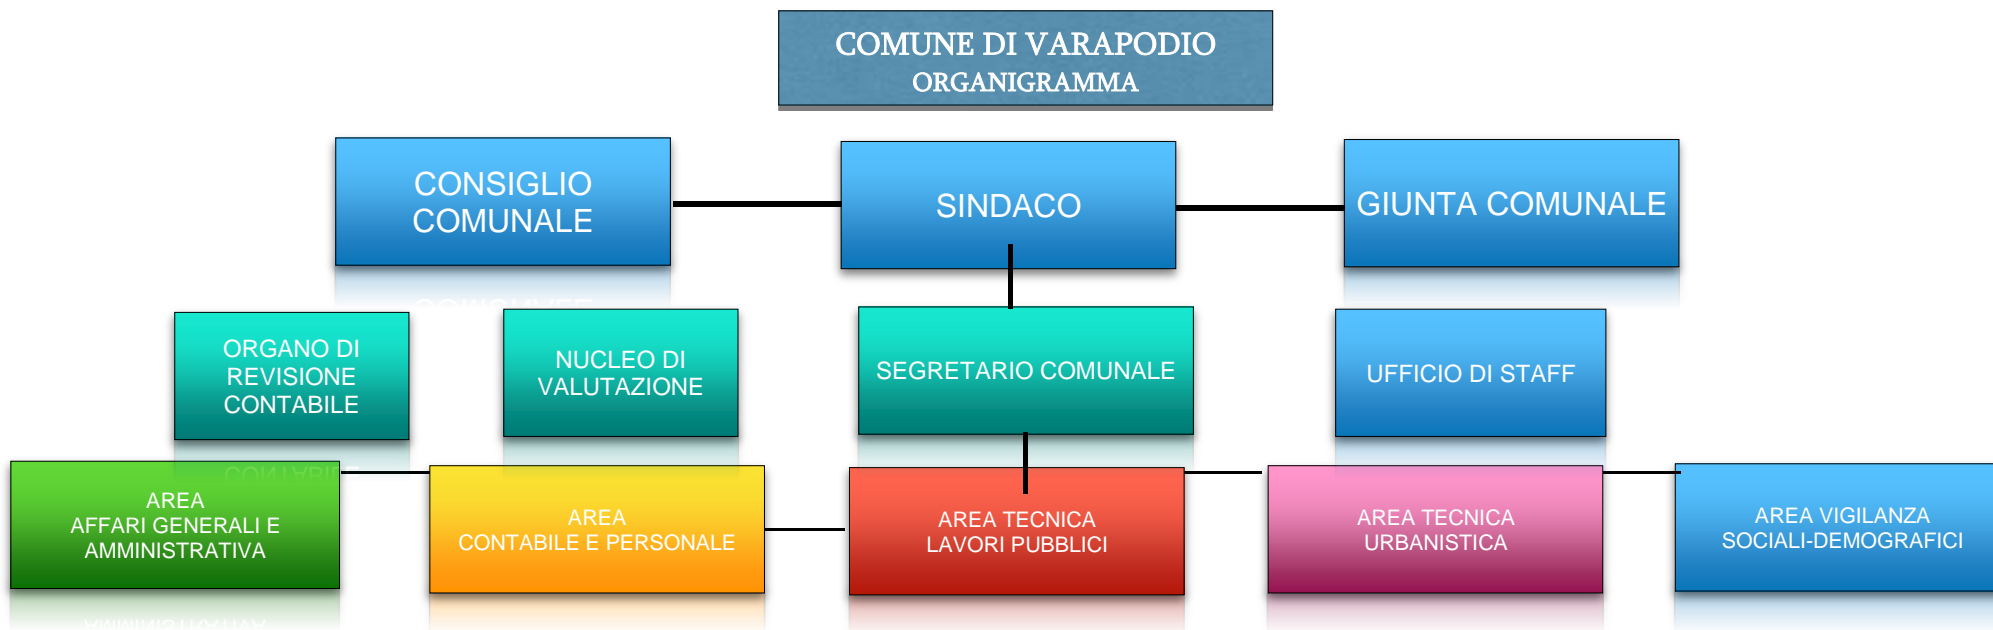 COMUNE DI VARAPODIO
ORGANIGRAMMA
CONSIGLIO
COMUNALE
SINDACO
GIUNTA COMUNALE
ORGANO DI
REVISIONE
CONTABILE
NUCLEO DI
VALUTAZIONE
SEGRETARIO COMUNALE
UFFICIO DI STAFF
AREA
AFFARI GENERALI E
AMMINISTRATIVA
AREA
CONTABILE E PERSONALE
AREA TECNICA
LAVORI PUBBLICI
AREA TECNICA
URBANISTICA
AREA VIGILANZA
SOCIALI-DEMOGRAFICI